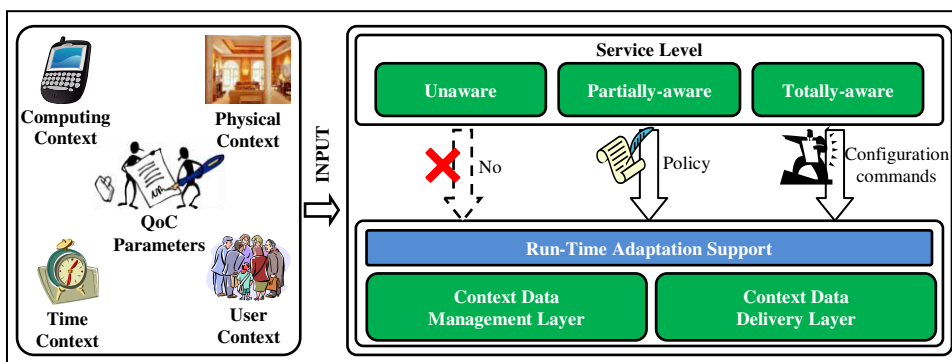 Computing
Context
Physical
Context
QoC
Parameters
Time
Context
User
Context
INPUT
Service Level
Unaware
Partially-aware
Totally-aware
No
Policy
Configuration
commands
Run-Time Adaptation Support
Context Data
Management Layer
Context Data
Delivery Layer